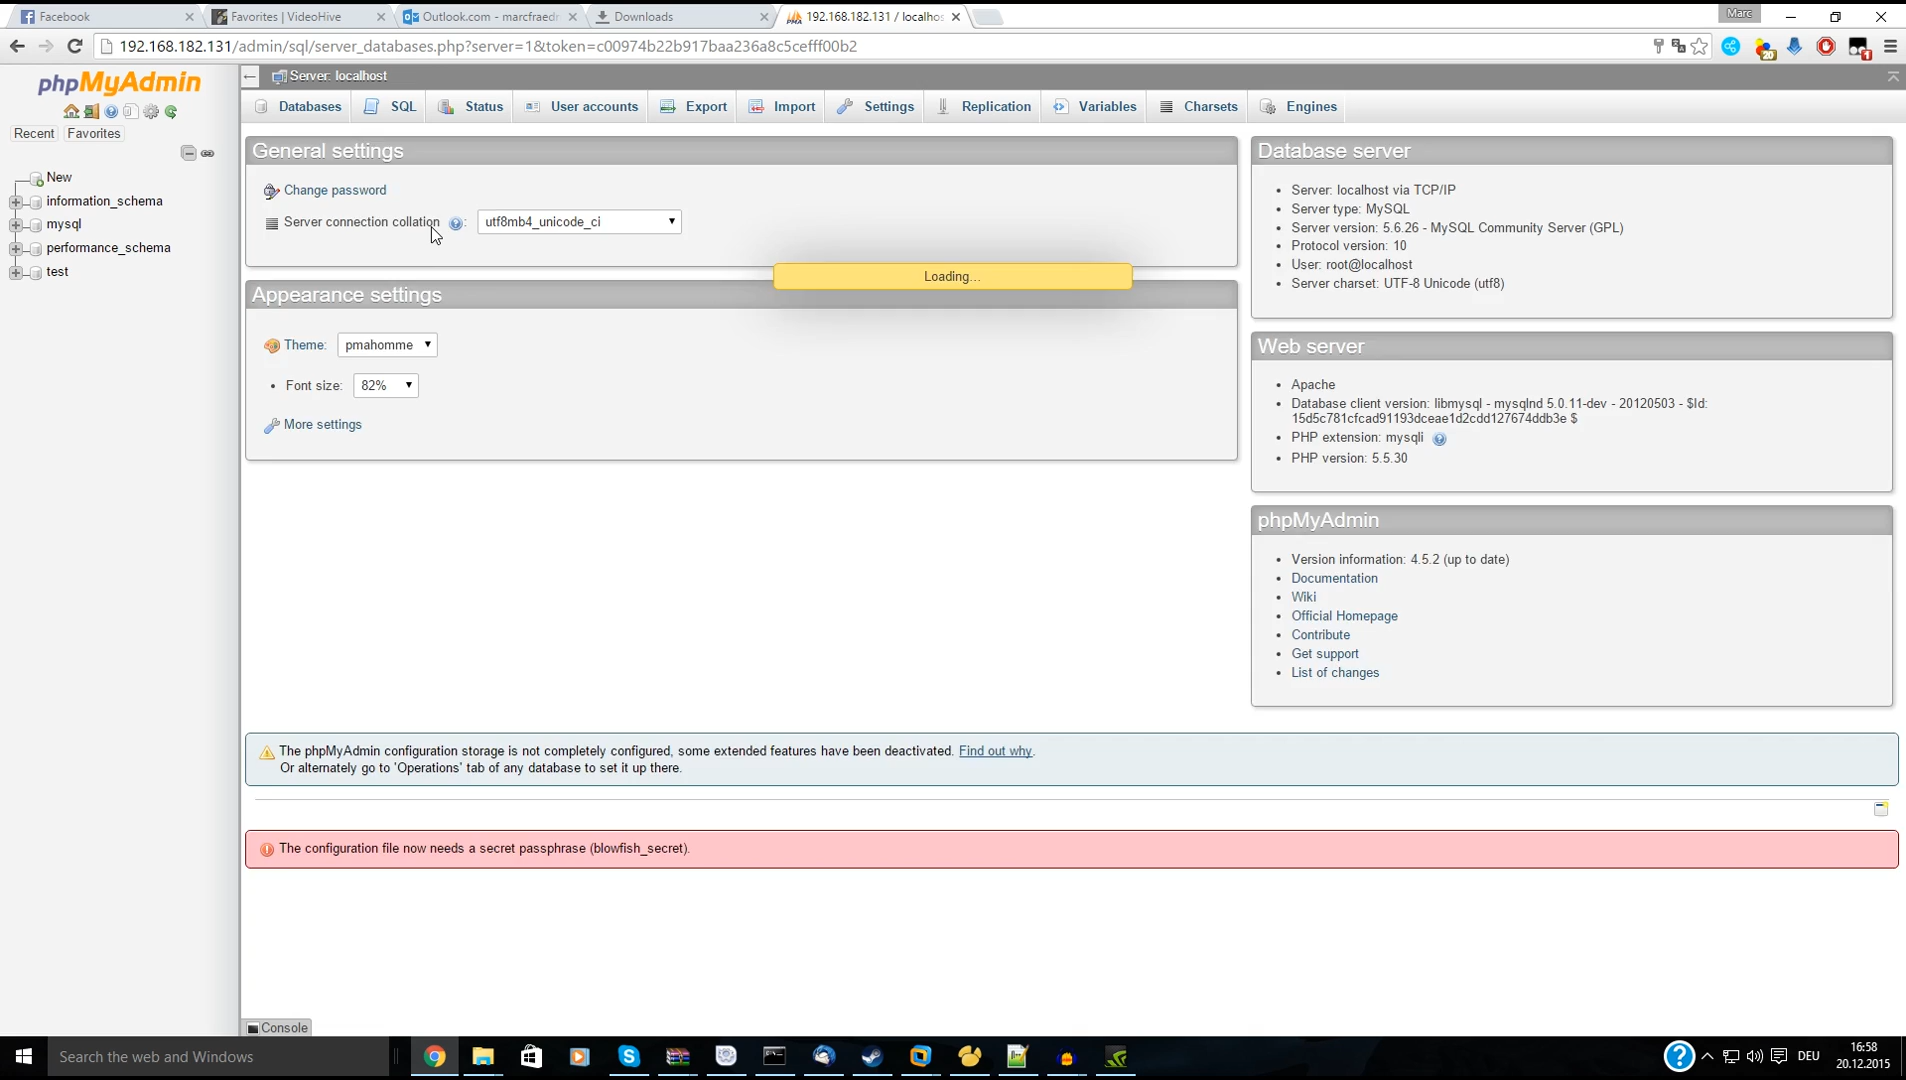 Facebook
Favorites | VideoHive
Outlook.com - marcfraedr
Downloads
192.168.182.131 / localhos
Marc
192.168.182.131/admin/sql/server_databases.php?server=1&token=c00974b22b917baa236a8c5cefff00b2
phpMyAdmin
Recent
Favorites
New
information_schema
mysql
performance_schema
test
Server: localhost
Databases
SQL
Status
User accounts
Export
Import
Settings
Replication
Variables
Charsets
Engines
General settings
Change password
Server connection collation
:
utf8mb4_unicode_ci
Loading...
Appearance settings
Theme:
pmahomme
Font size:
82%
More settings
Database server
Server: localhost via TCP/IP
Server type: MySQL
Server version: 5.6.26 - MySQL Community Server (GPL)
Protocol version: 10
User: root@localhost
Server charset: UTF-8 Unicode (utf8)
Web server
Apache
Database client version: libmysql - mysqlnd 5.0.11-dev - 20120503 - $Id:
15d5c781cfcad91193dceae1d2cdd127674ddb3e $
PHP extension: mysqli
PHP version: 5.5.30
phpMyAdmin
Version information: 4.5.2 (up to date)
Documentation
Wiki
Official Homepage
Contribute
Get support
List of changes
The phpMyAdmin configuration storage is not completely configured, some extended features have been deactivated. Find out why.
Or alternately go to 'Operations' tab of any database to set it up there.
The configuration file now needs a secret passphrase (blowfish_secret).
Console
Search the web and Windows
DEU
16:58
20.12.2015